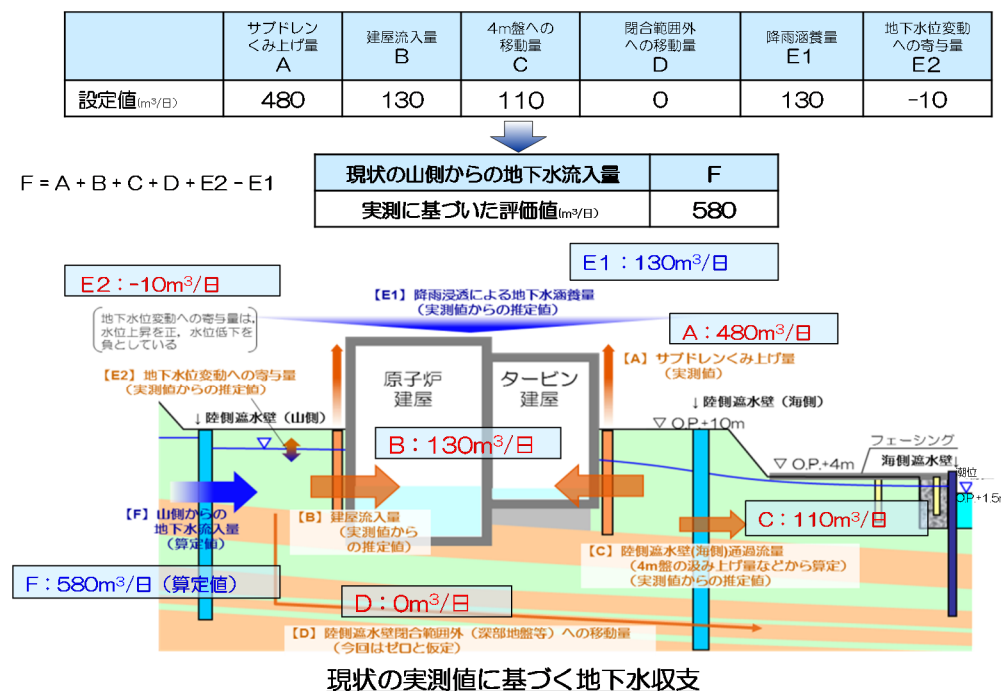 サブドレン
くみ上げ量
A
建屋流入量
B
4m盤への
移動量
C
閉合範囲外
への移動量
D
降雨涵養量
E1
地下水位変動
への寄与量
E2
設定値(m³/日) 480 130 110 0 130 -10
F=A+B+C+D+E2-E1
現状の山側からの地下水流入量 F
実測に基づいた評価値(m³/日) 580
E1:130m³/日
E2:-10m³/日
【E1】降雨浸透による地下水涵養量
(実測値からの推定値)
地下水位変動への寄与量は,
水位上昇を正,水位低下を
負としている
A:480m³/日
【A】サブドレンくみ上げ量
(実測値)
【E2】地下水位変動への寄与量
(実測値からの推定値)
原子炉
建屋
タービン
建屋
↓陸側遮水壁(山側)
↓陸側遮水壁(海側)
▽O.P.+10m
B:130m³/日
フェーシング
海側遮水壁↓
▽O.P.+4m
潮位
O.P.+1.5m
【F】山側からの
地下水流入量
(算定値)
【B】建屋流入量
(実測値から
の推定値)
C:110m³/日
【C】陸側遮水壁(海側)通過流量
(4m盤の汲み上げ量などから算定)
(実測値からの推定値)
F:580m³/日(算定値)
D:0m³/日
【D】陸側遮水壁閉合範囲外(深部地盤等)への移動量
(今回はゼロと仮定)
現状の実測値に基づく地下水収支